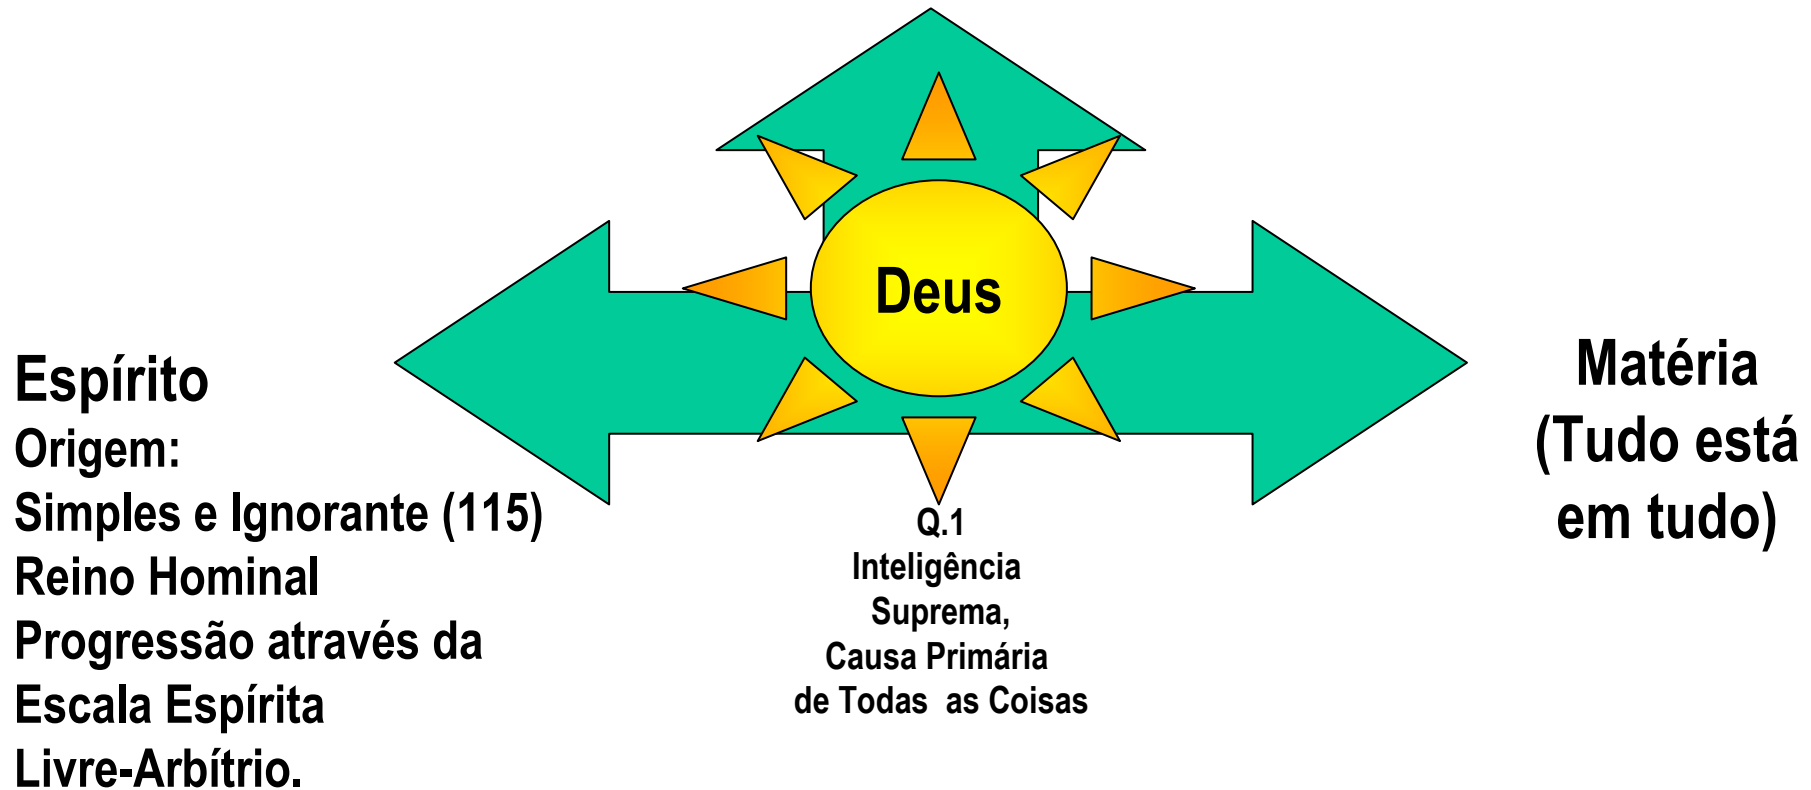 Deus
Espírito
Origem:
Simples e Ignorante (115)
Reino Hominal
Progressão através da
Escala Espírita
Livre-Arbítrio.
Q.1
Inteligência
Suprema,
Causa Primária
de Todas as Coisas
Matéria
(Tudo está
em tudo)